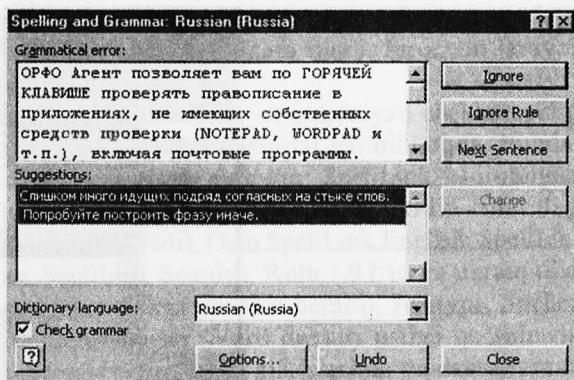 Spelling and Grammar: Russian (Russia)
Grammatical error:
ОРФО Агент позволяет вам по ГОРЯЧЕЙ
КЛАВИШЕ проверять правописание в
приложениях, не имеющих собственных
средств проверки (NOTEPAD, WORDPAD и
т.п.), включая почтовые программы.
Ignore
Ignore Rule
Next Sentence
Suggestions:
Слишком много идущих подряд согласных на стыке слов.
Попробуйте построить фразу иначе.
Change
Dictionary language:
Russian (Russia)
Check grammar
Options...
Undo
Close